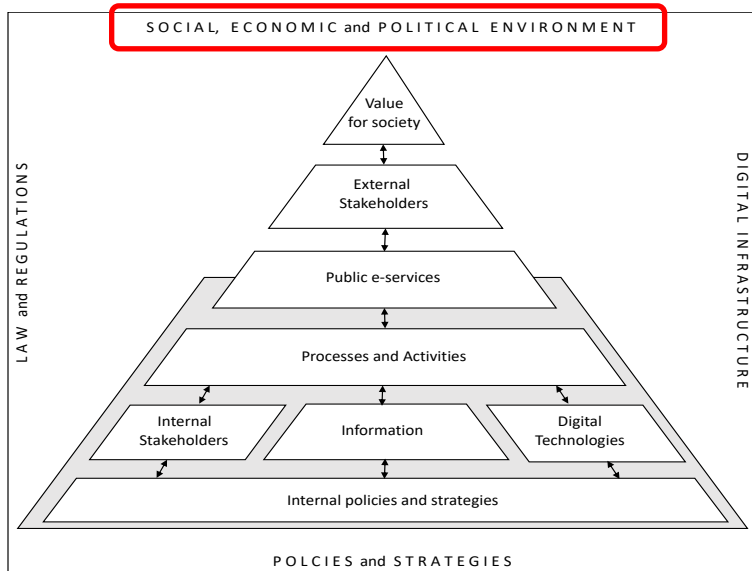 SOCIAL, ECONOMIC and POLITICAL ENVIRONMENT
Value
for society
External
Stakeholders
LAW and REGULATIONS
DIGITAL INFRASTRUCTURE
Public e-services
Processes and Activities
Internal
Stakeholders
Information
Digital
Technologies
Internal policies and strategies
POLCIES and STRATEGIES